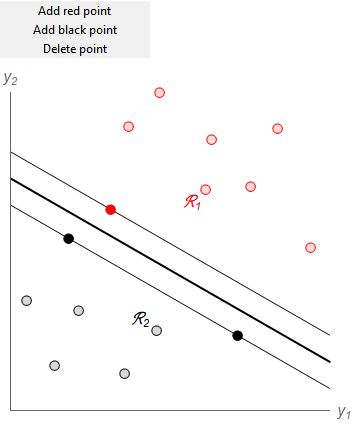 Add red point
Add black point
Delete point
y₂
ℛ₁
ℛ₂
y₁